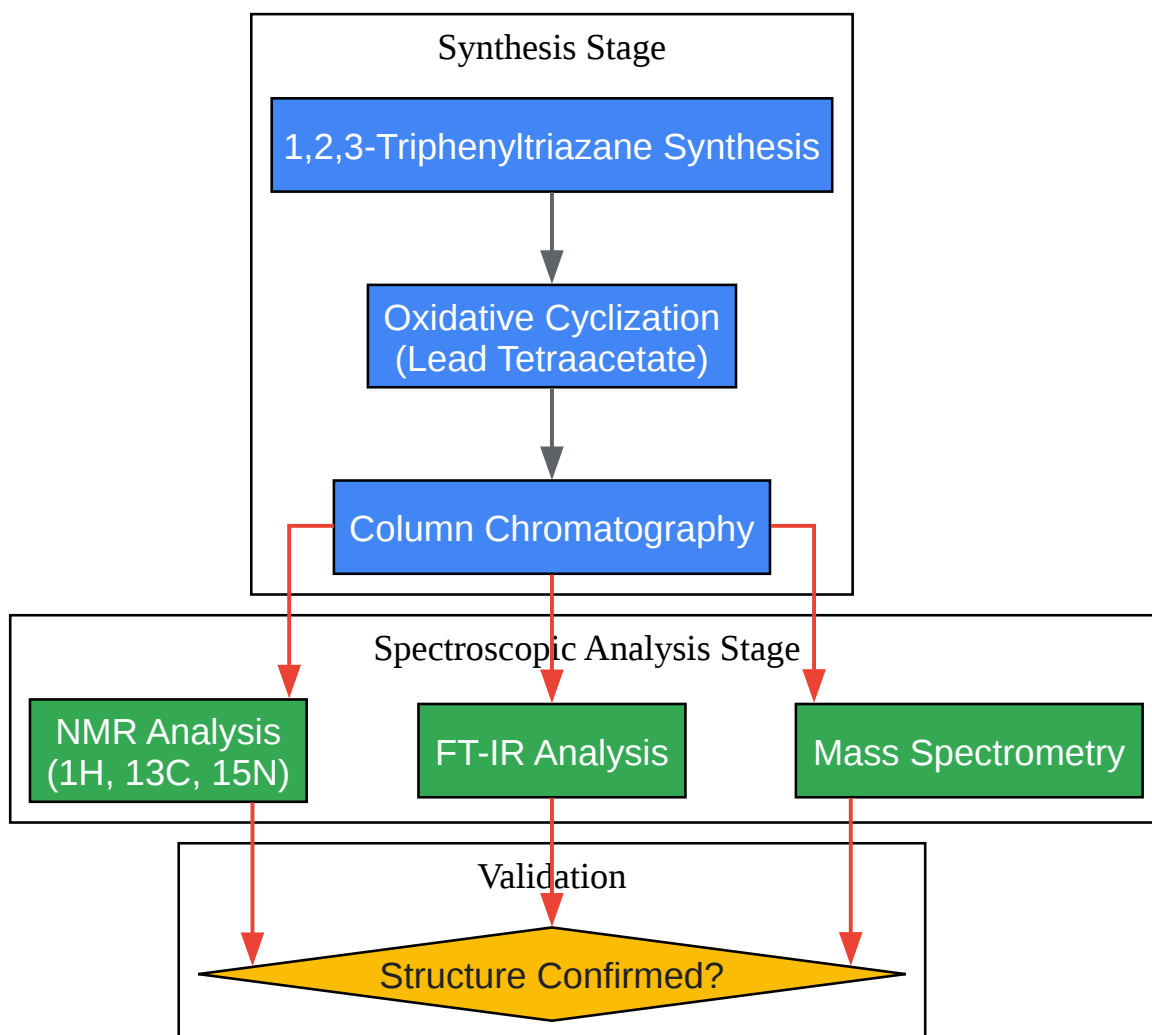 Synthesis Stage
1,2,3-Triphenyltriazane Synthesis
Oxidative Cyclization
(Lead Tetraacetate)
Column Chromatography
Spectroscopic Analysis Stage
NMR Analysis
(1H, 13C, 15N)
FT-IR Analysis
Mass Spectrometry
Validation
Structure Confirmed?